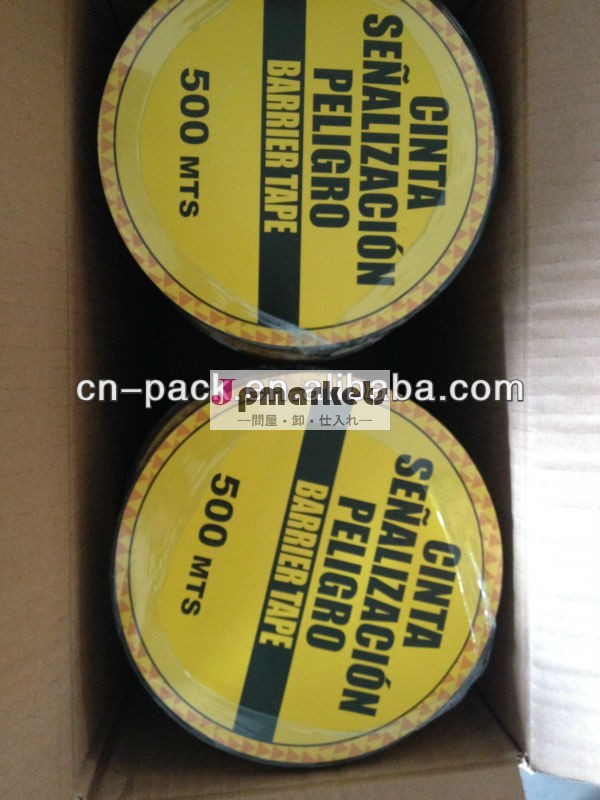 CINTA
SEÑALIZACIÓN
PELIGRO
BARRIER TAPE
500 MTS
cn-pack.en.alibaba.com
Jpmarkets
―問屋・卸・仕入れ―
CINTA
SEÑALIZACIÓN
PELIGRO
BARRIER TAPE
500 MTS